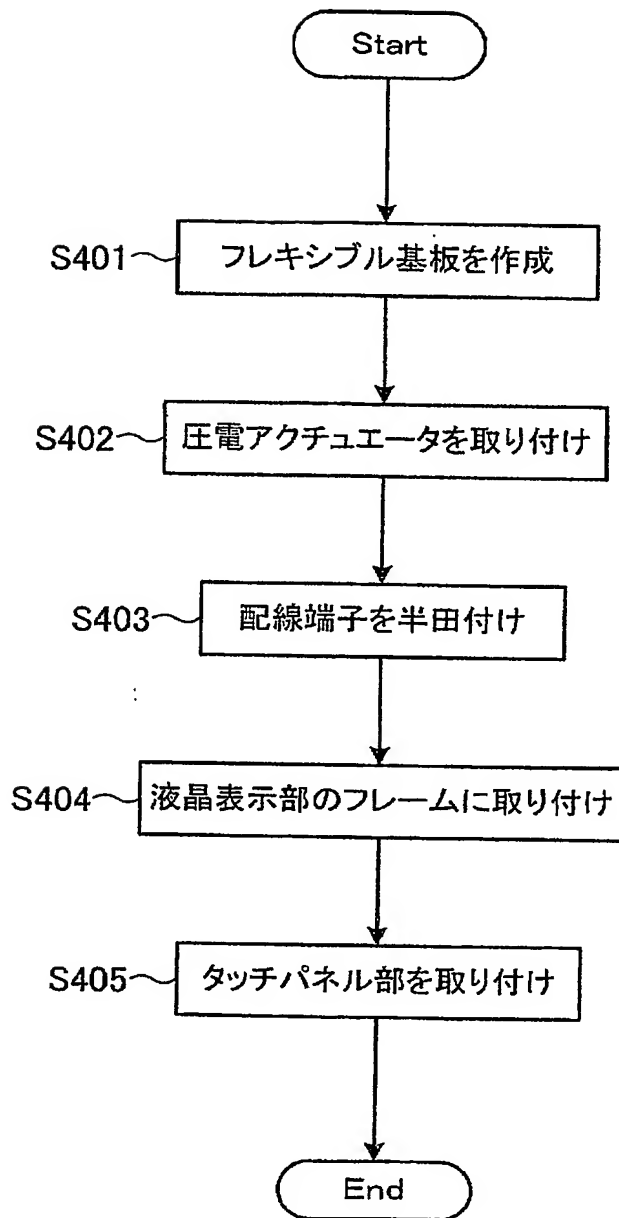 Start
S401 フレキシブル基板を作成
S402 圧電アクチュエータを取り付け
S403 配線端子を半田付け
S404 液晶表示部のフレームに取り付け
S405 タッチパネル部を取り付け
End